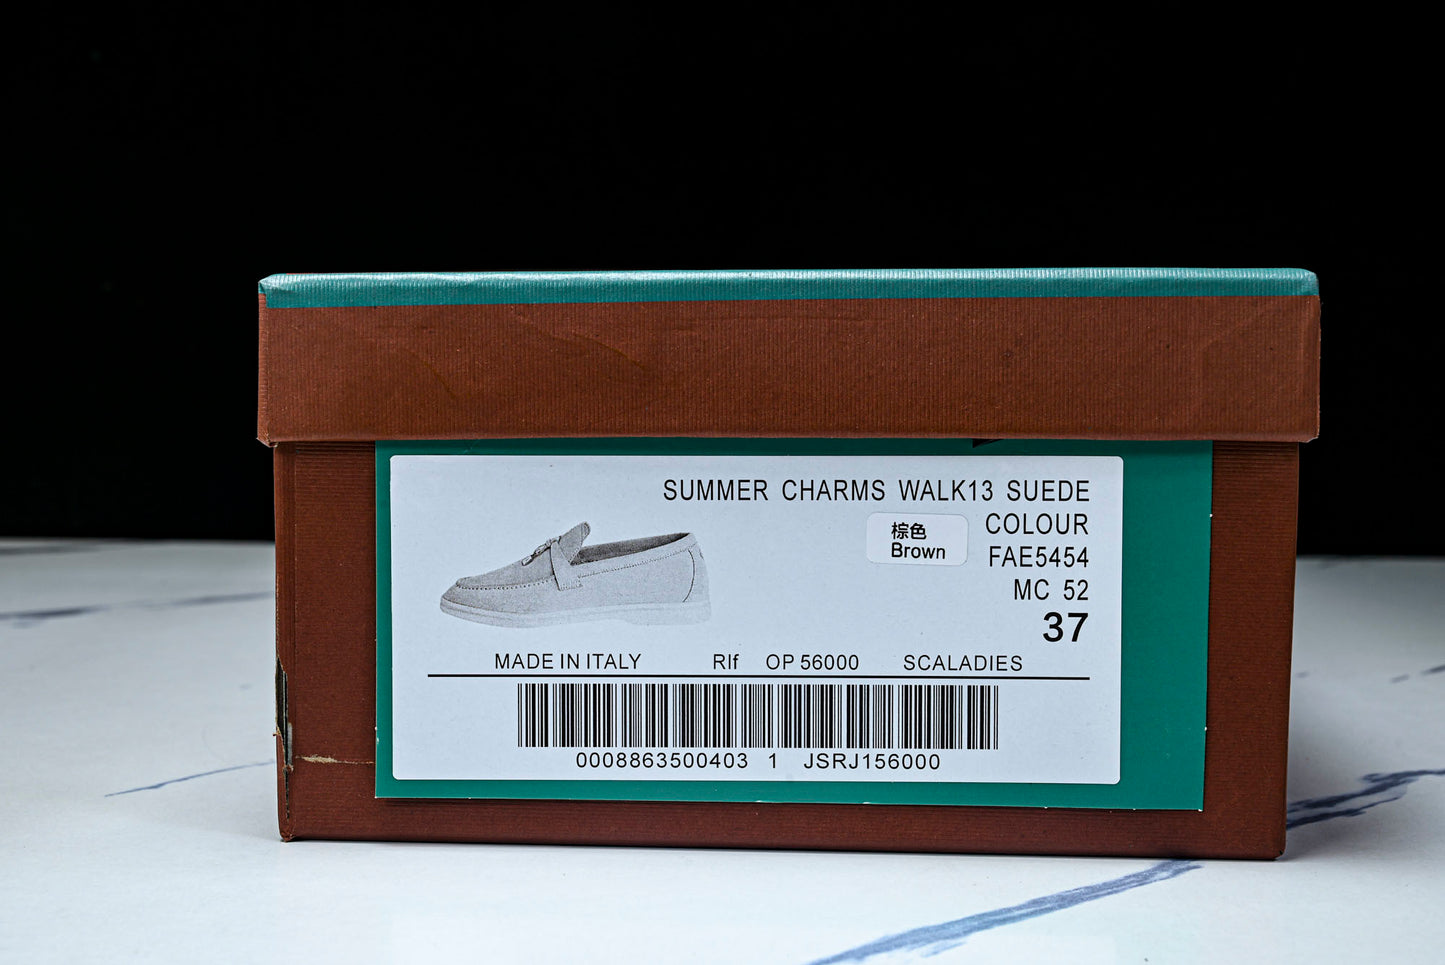 SUMMER CHARMS WALK13 SUEDE
COLOUR
棕色
Brown
FAE5454
MC 52
37
MADE IN ITALY RIf OP 56000 SCALADIES
0008863500403 1 JSRJ156000